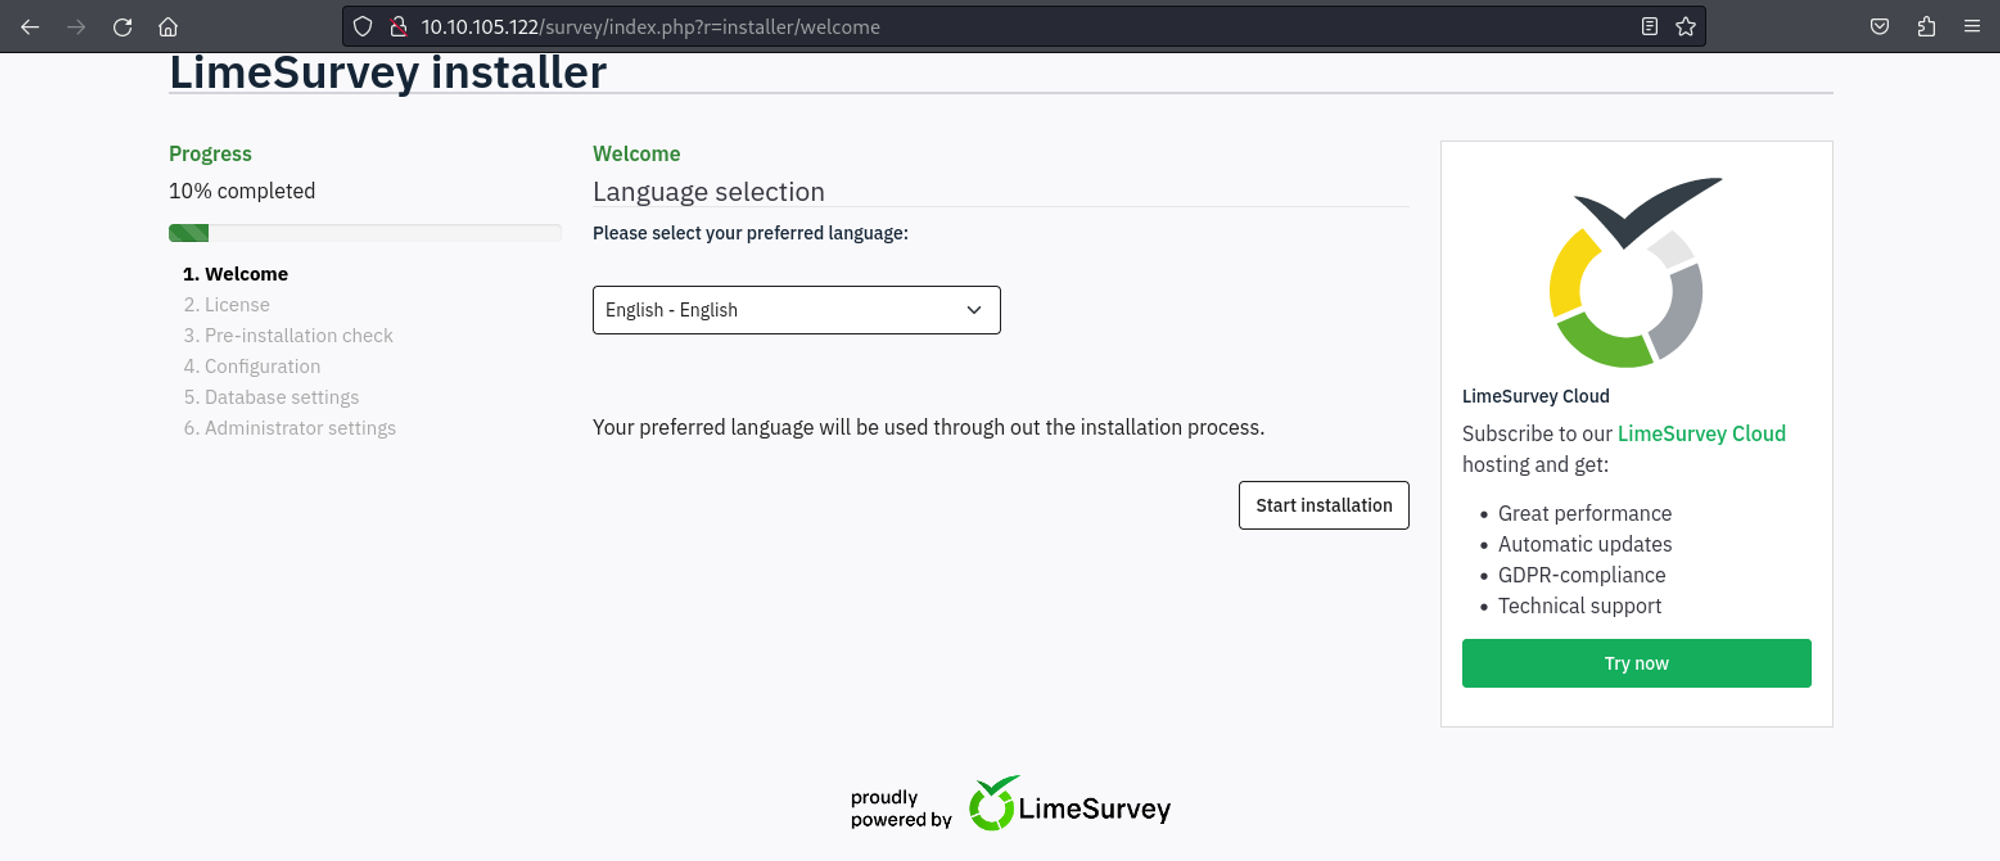 10.10.105.122/survey/index.php?r=installer/welcome
LimeSurvey installer
Progress
10% completed
1. Welcome
2. License
3. Pre-installation check
4. Configuration
5. Database settings
6. Administrator settings
Welcome
Language selection
Please select your preferred language:
English - English
Your preferred language will be used through out the installation process.
Start installation
LimeSurvey Cloud
Subscribe to our LimeSurvey Cloud
hosting and get:
• Great performance
• Automatic updates
• GDPR-compliance
• Technical support
Try now
proudly
powered by
LimeSurvey